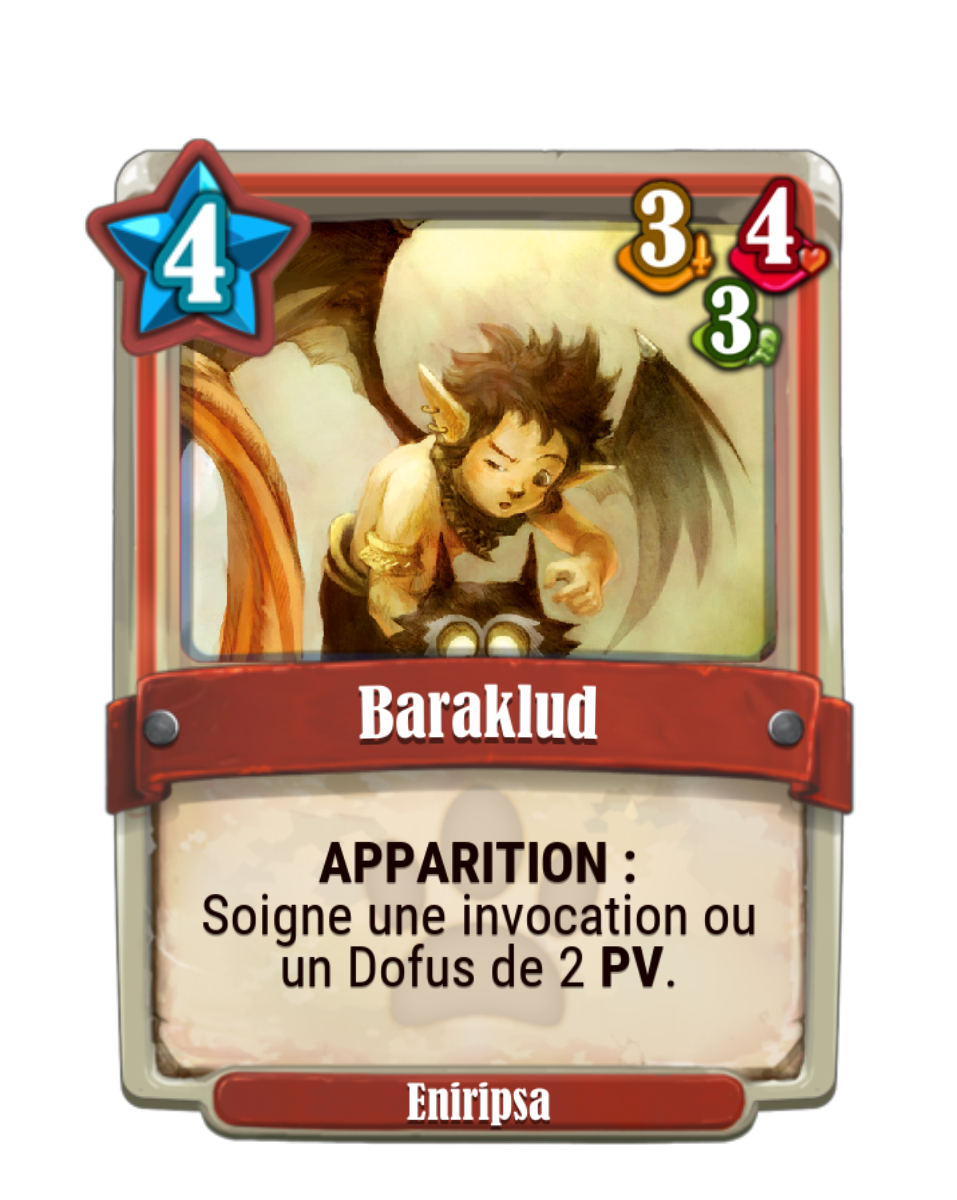 4
3
4
3
Baraklud
APPARITION :
Soigne une invocation ou
un Dofus de 2 PV.
Eniripsa